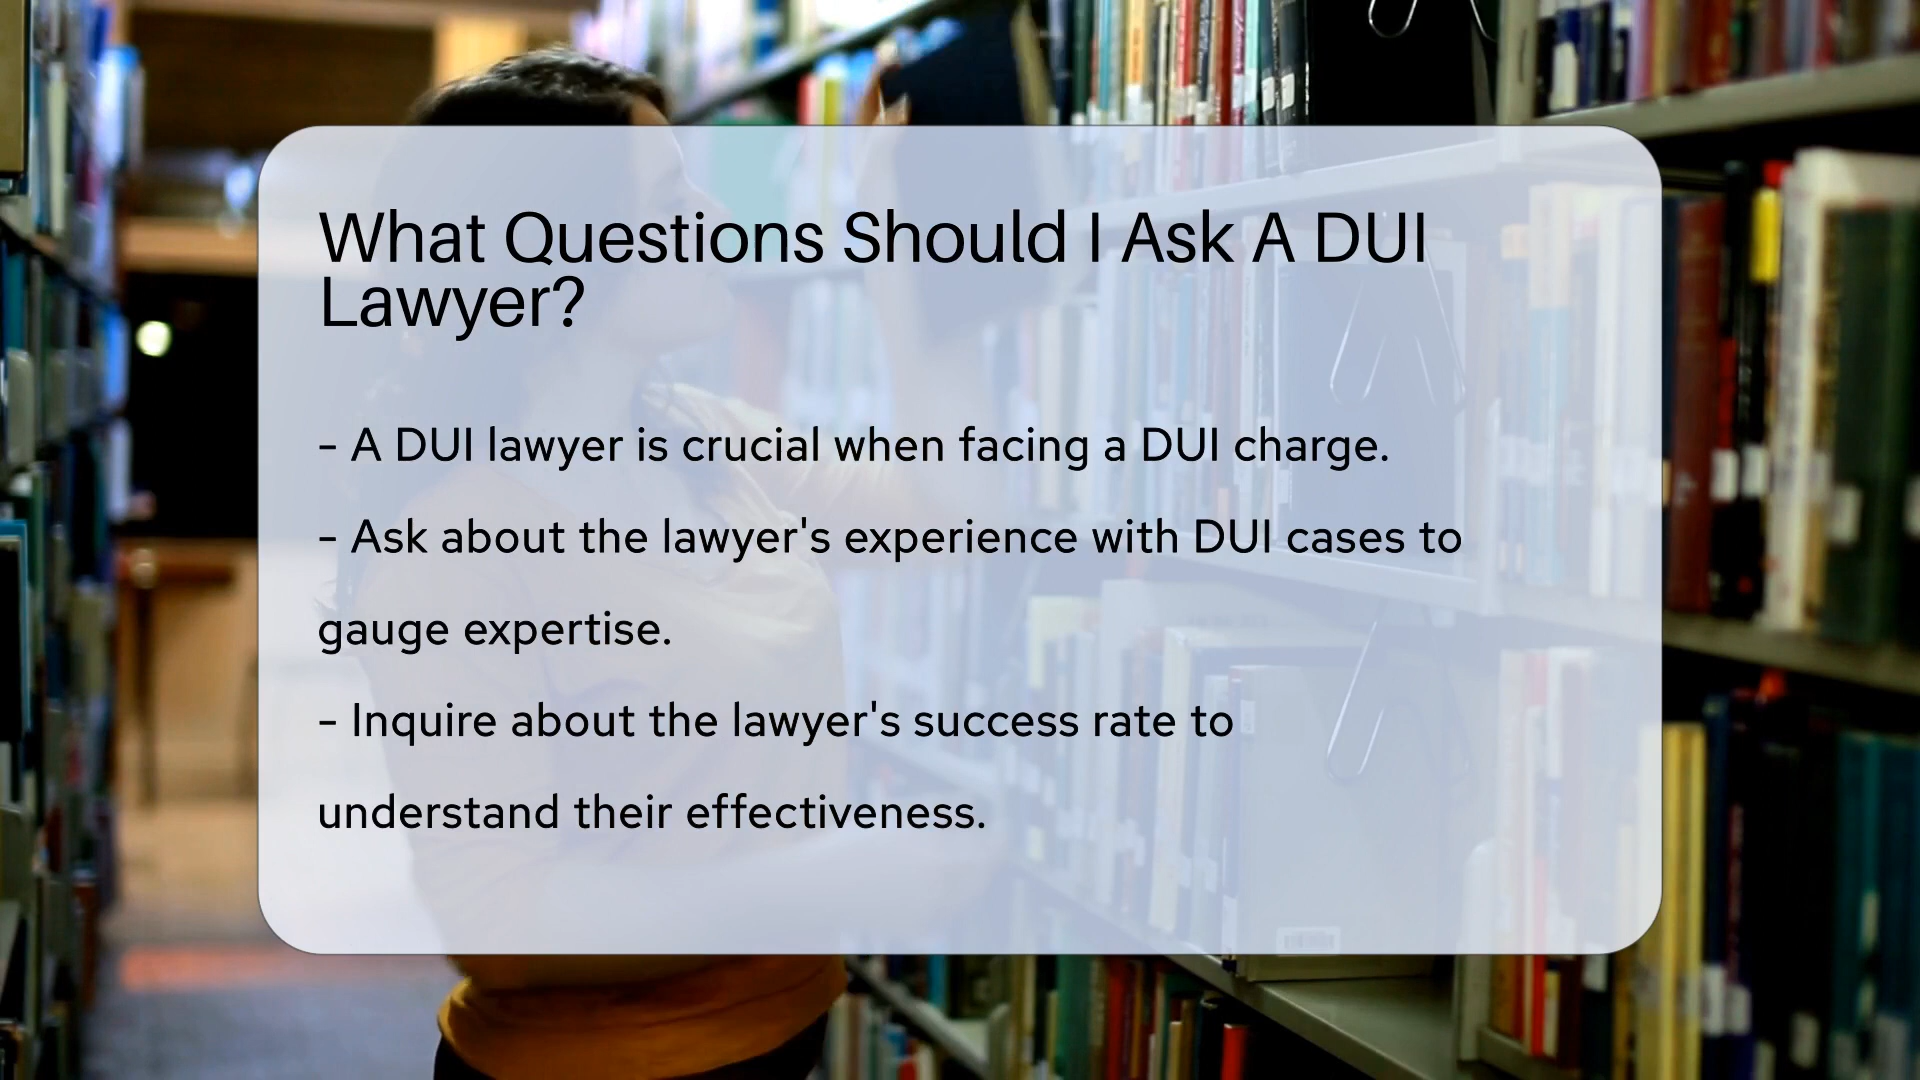 What Questions Should I Ask A DUI
Lawyer?
- A DUI lawyer is crucial when facing a DUI charge.
- Ask about the lawyer's experience with DUI cases to
gauge expertise.
- Inquire about the lawyer's success rate to
understand their effectiveness.